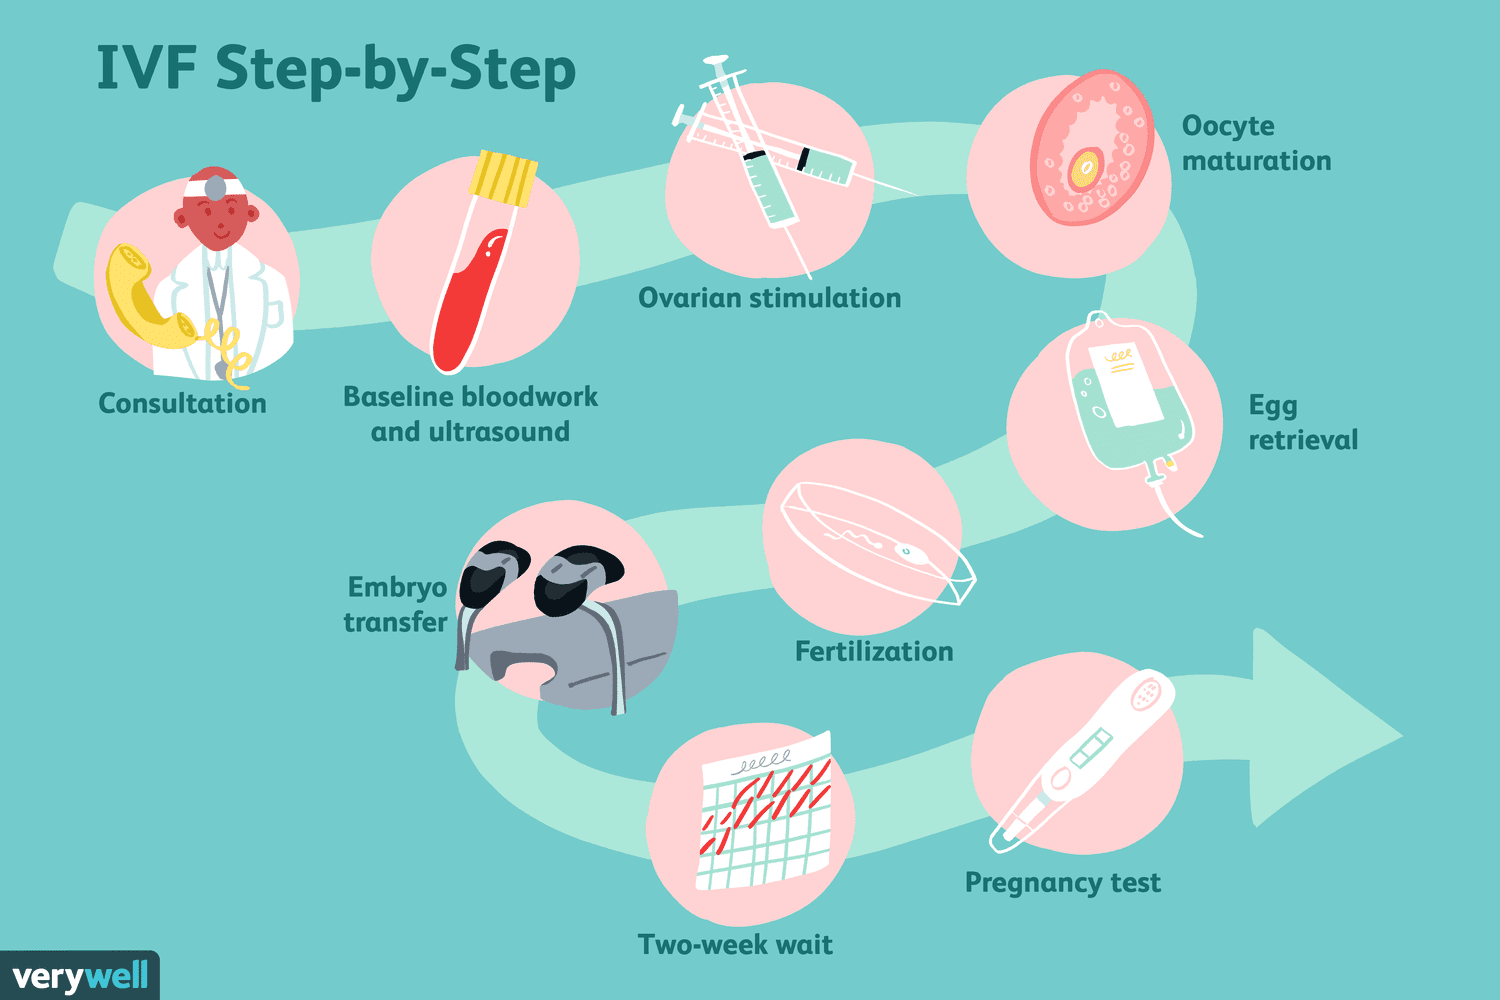 IVF Step-by-Step
Consultation
Baseline bloodwork
and ultrasound
Ovarian stimulation
Oocyte
maturation
Egg
retrieval
Fertilization
Embryo
transfer
Two-week wait
Pregnancy test
verywell